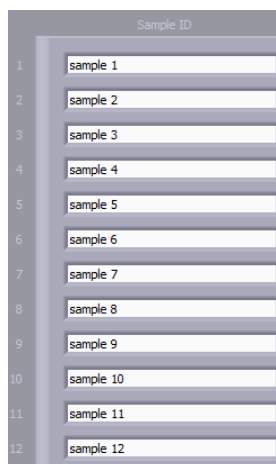 Sample ID
1 sample 1
2 sample 2
3 sample 3
4 sample 4
5 sample 5
6 sample 6
7 sample 7
8 sample 8
9 sample 9
10 sample 10
11 sample 11
12 sample 12